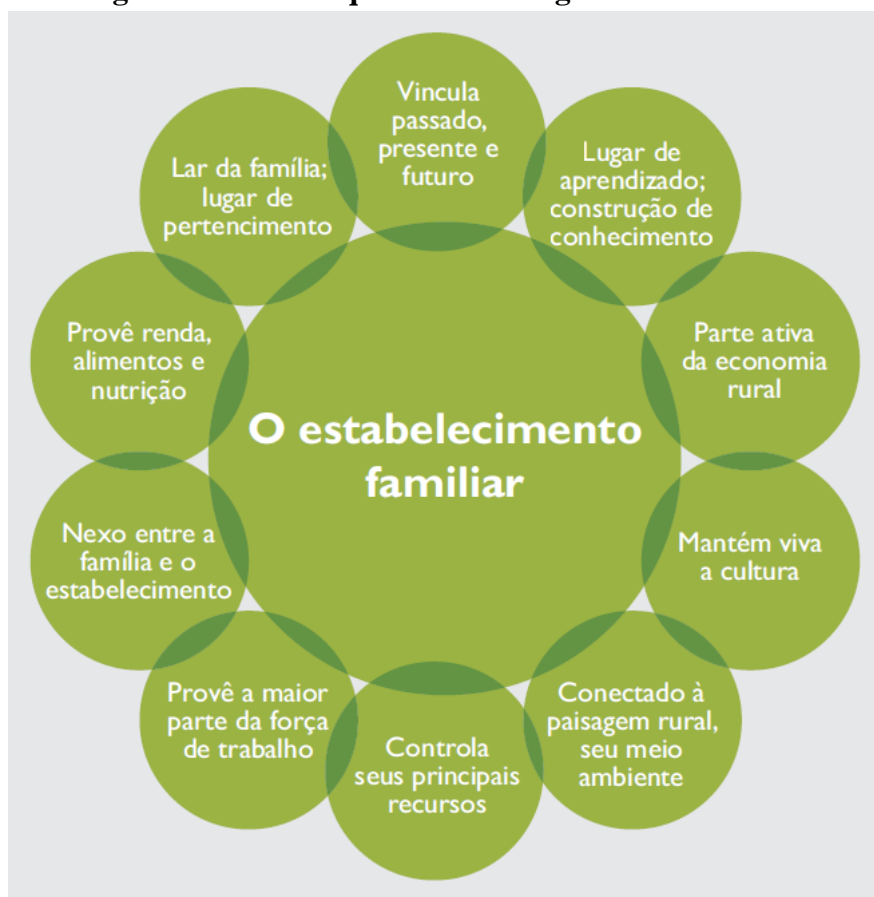 Vincula
passado,
presente e
futuro
Lugar de
aprendizado;
construção de
conhecimento
Parte ativa
da economia
rural
Mantém viva
a cultura
Conectado à
paisagem rural,
seu meio
ambiente
Controla
seus principais
recursos
Provê a maior
parte da força
de trabalho
Nexo entre a
família e o
estabelecimento
Provê renda,
alimentos e
nutrição
Lar da família;
lugar de
pertencimento
O estabelecimento
familiar